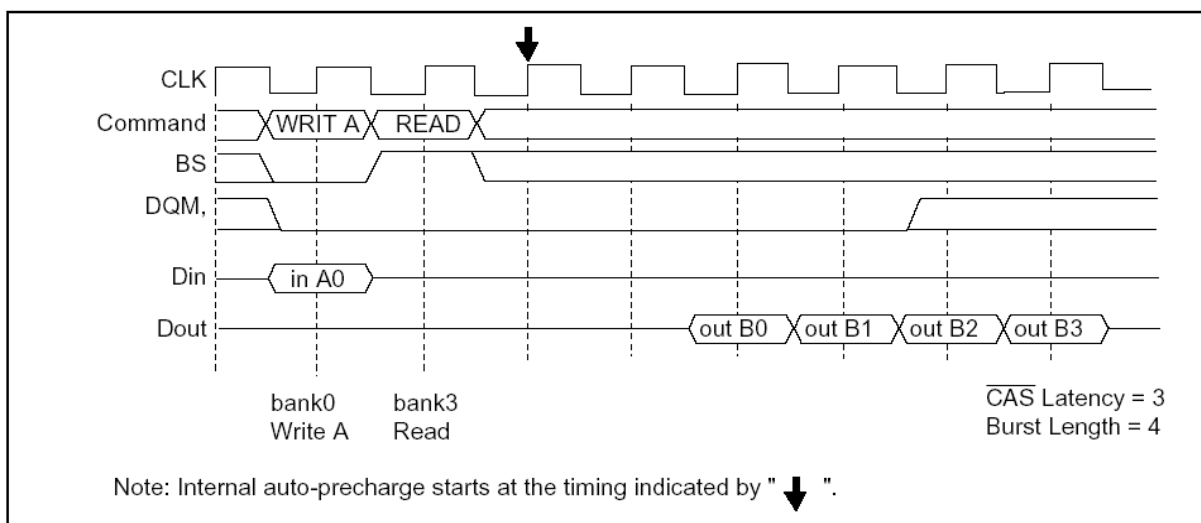 CLK
Command WRIT A READ
BS
DQM,
Din in A0
Dout out B0 out B1 out B2 out B3
bank0 bank3
Write A Read
CAS Latency = 3
Burst Length = 4
Note: Internal auto-precharge starts at the timing indicated by " ".